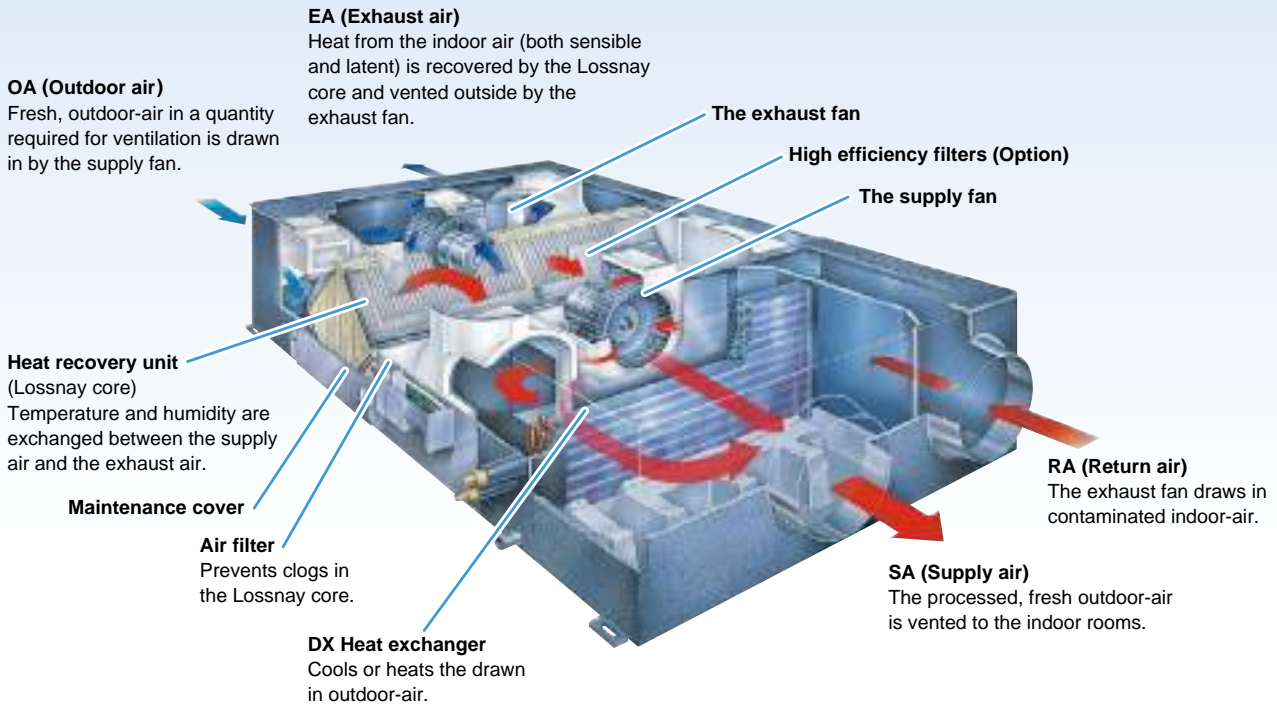 EA (Exhaust air)
Heat from the indoor air (both sensible
and latent) is recovered by the Lossnay
core and vented outside by the
exhaust fan.
OA (Outdoor air)
Fresh, outdoor-air in a quantity
required for ventilation is drawn
in by the supply fan.
The exhaust fan
High efficiency filters (Option)
The supply fan
Heat recovery unit
(Lossnay core)
Temperature and humidity are
exchanged between the supply
air and the exhaust air.
Maintenance cover
Air filter
Prevents clogs in
the Lossnay core.
DX Heat exchanger
Cools or heats the drawn
in outdoor-air.
RA (Return air)
The exhaust fan draws in
contaminated indoor-air.
SA (Supply air)
The processed, fresh outdoor-air
is vented to the indoor rooms.